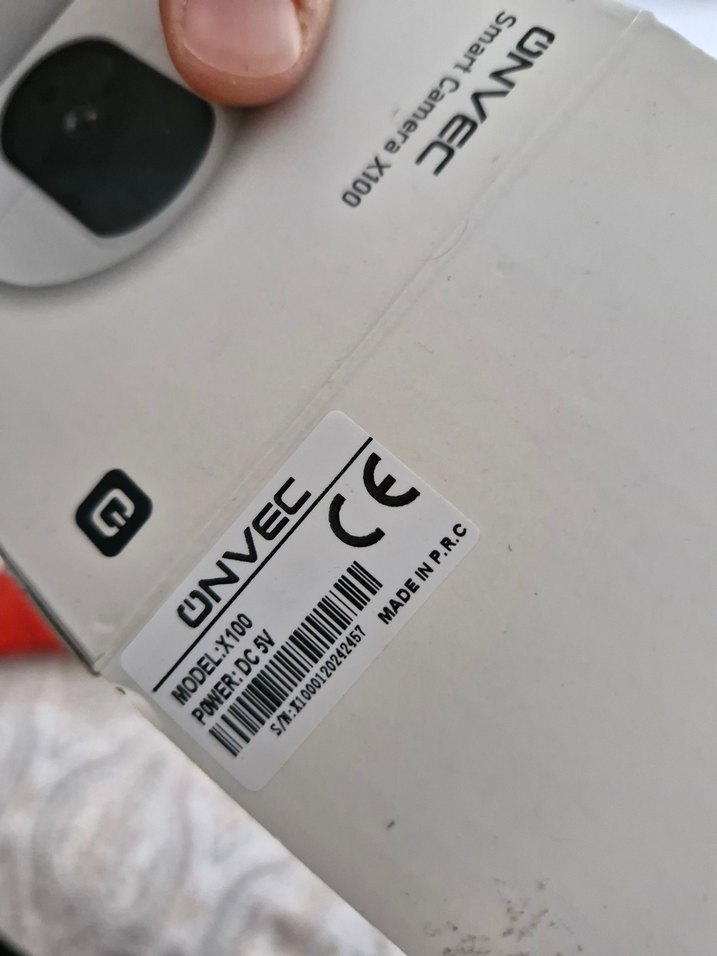 ONVEC
Smart Camera X100
ONVEC
CE
MODEL:X100
POWER: DC 5V
S/N:X1000120242457
MADE IN P.R.C